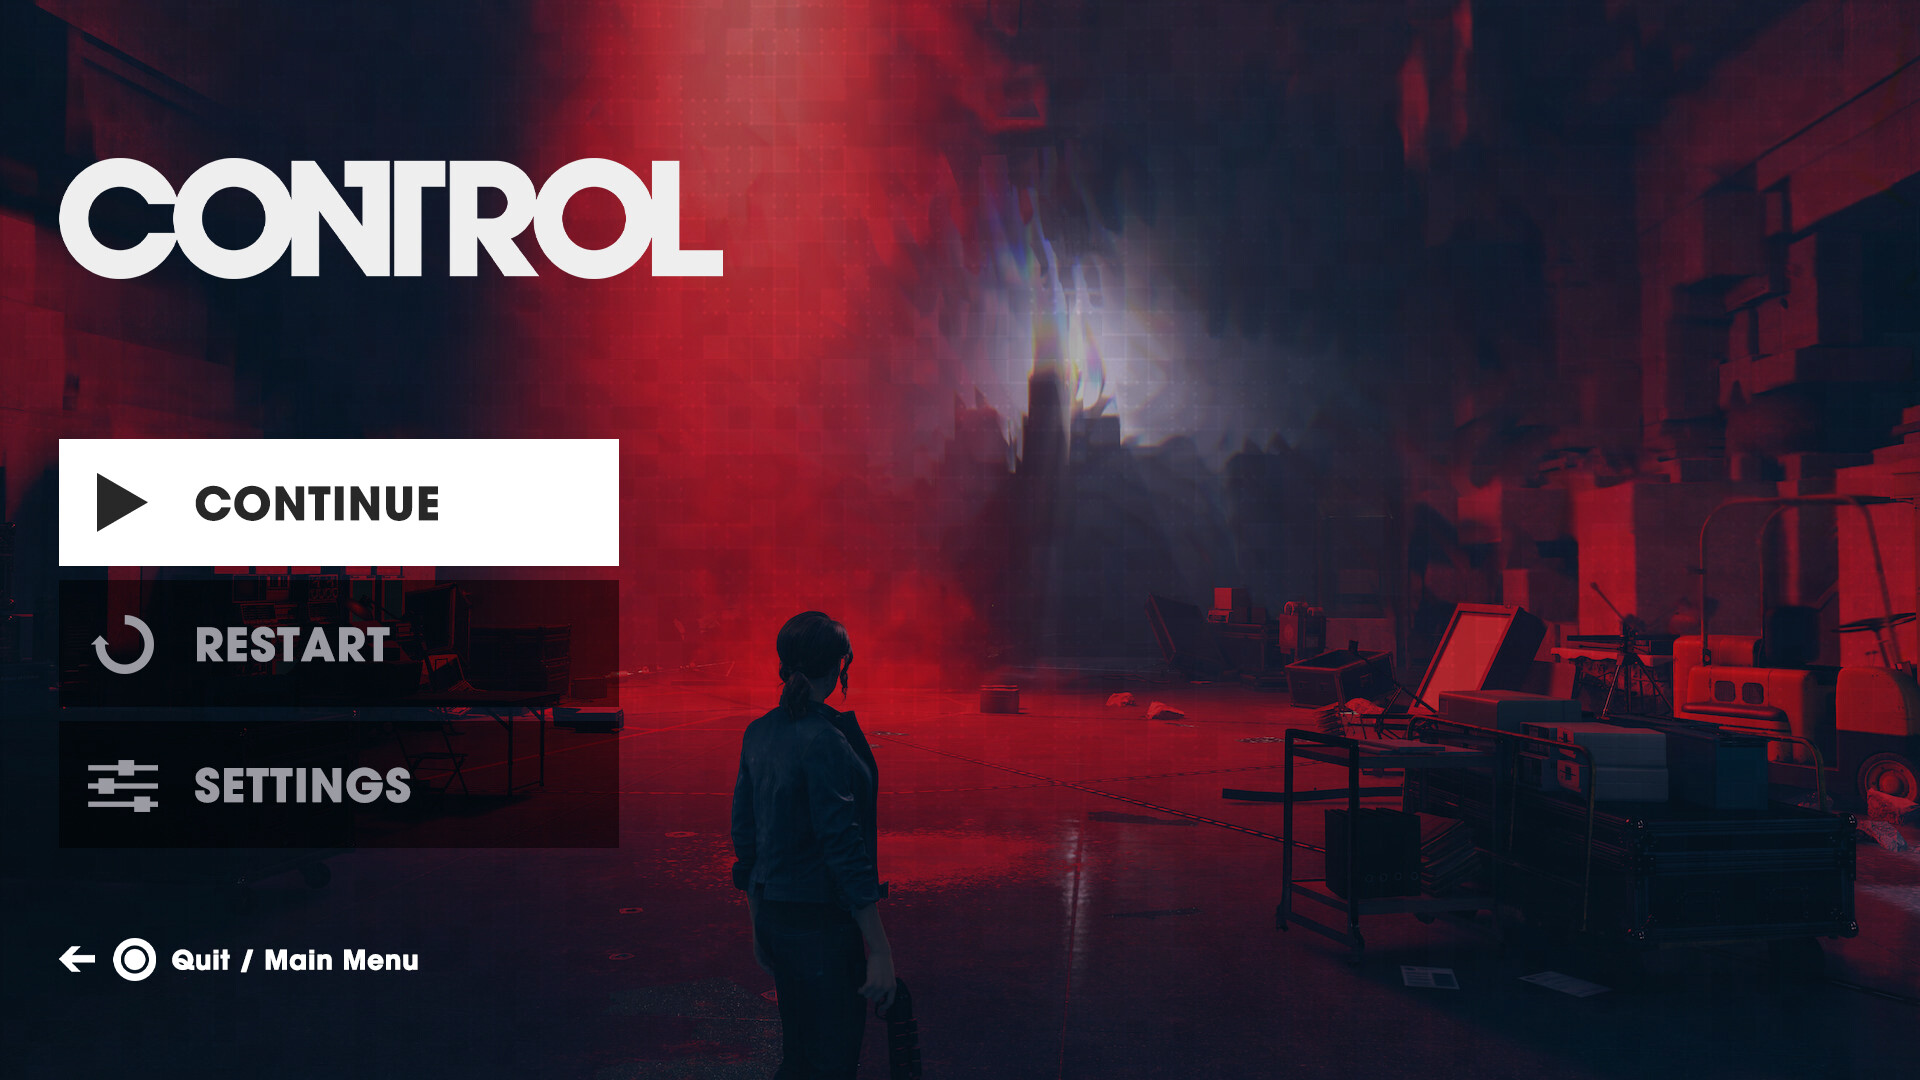 CONTROL
CONTINUE
RESTART
SETTINGS
Quit / Main Menu